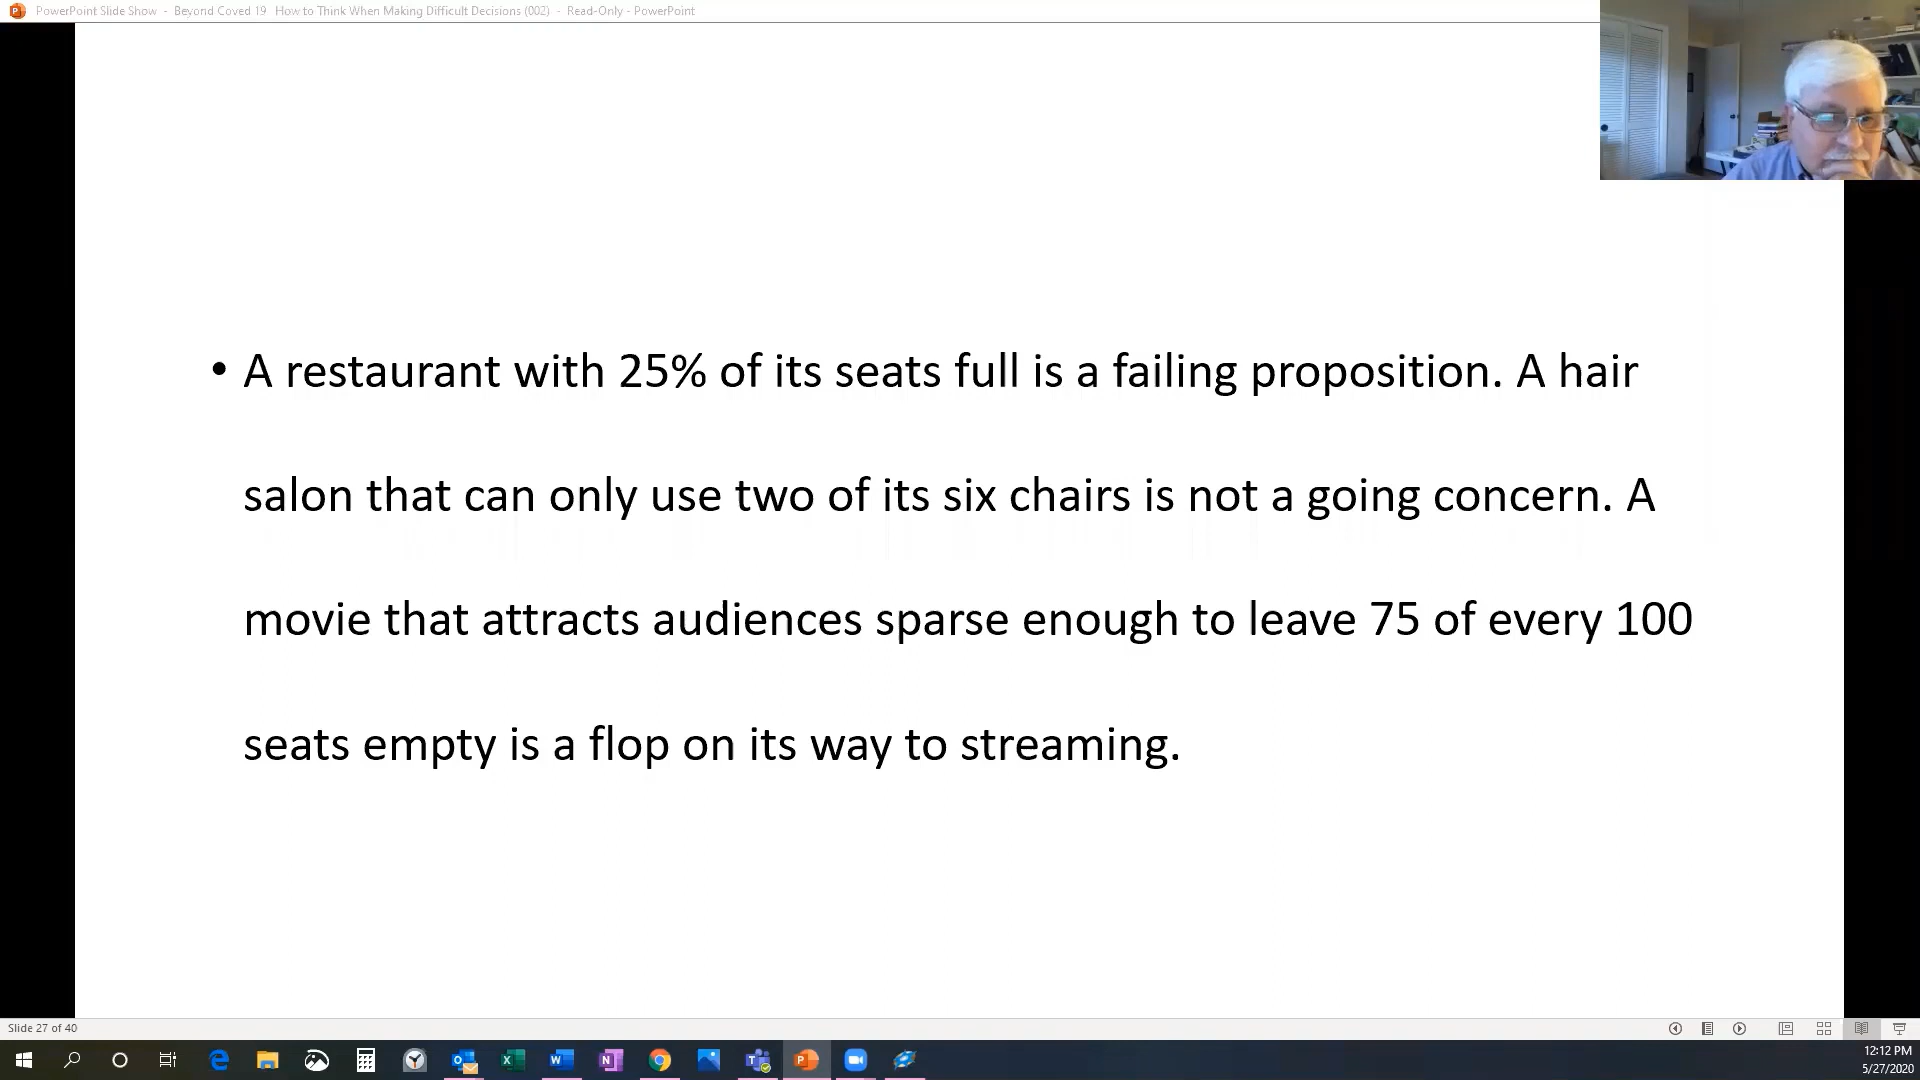 PowerPoint Slide Show - Beyond Coved 19 How to Think When Making Difficult Decisions (002) - Read-Only - PowerPoint
• A restaurant with 25% of its seats full is a failing proposition. A hair
salon that can only use two of its six chairs is not a going concern. A
movie that attracts audiences sparse enough to leave 75 of every 100
seats empty is a flop on its way to streaming.
Slide 27 of 40
12:12 PM
5/27/2020